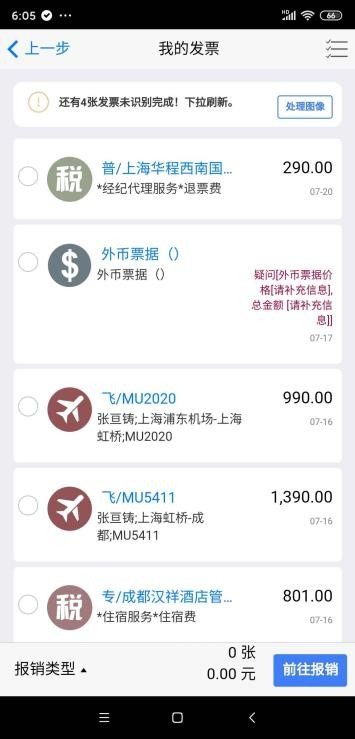 6:05
HD
66
上一步
我的发票
还有4张发票未识别完成！下拉刷新。
处理图像
税
普/上海华程西南国...
290.00
*经纪代理服务*退票费
07-20
$
外币票据（）
外币票据（）
疑问[外币票据价
格[请补充信息],
总金额 [请补充信
息]]
07-17
飞/MU2020
990.00
张亘铸;上海浦东机场-上海
虹桥;MU2020
07-16
飞/MU5411
1,390.00
张亘铸;上海虹桥-成
都;MU5411
07-16
税
专/成都汉祥酒店管...
801.00
*住宿服务*住宿费
07-16
报销类型
0 张
0.00 元
前往报销